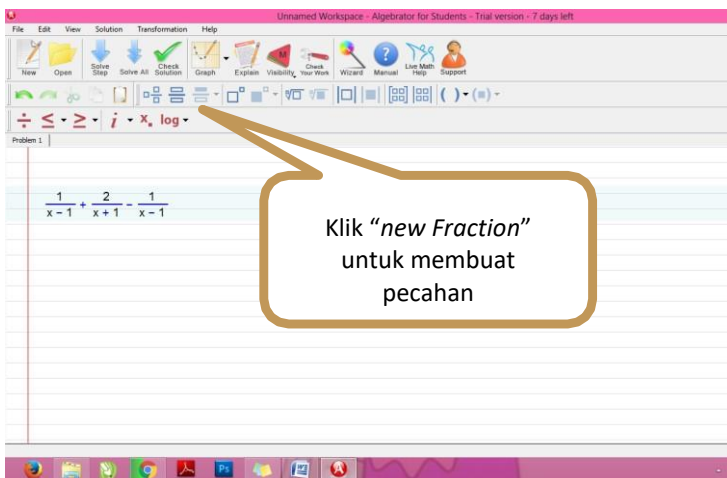 Unnamed Workspace - Algebrator for Students - Trial version - 7 days left
File Edit View Solution Transformation Help
New Open Solve Step Solve All Check Solution Graph Explain Visibility Check Your Work Wizard Manual Live Math Help Support
÷ ≤ ≥ i x. log
Problem 1
1/(x – 1) + 2/(x + 1) – 1/(x – 1)
Klik “new Fraction”
untuk membuat
pecahan